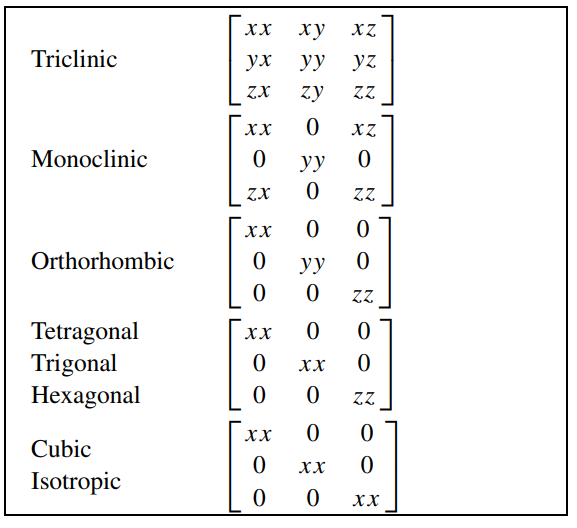 xx xy xz
Triclinic yx yy yz
zx zy zz
xx 0 xz
Monoclinic 0 yy 0
zx 0 zz
xx 0 0
Orthorhombic 0 yy 0
0 0 zz
Tetragonal xx 0 0
Trigonal 0 xx 0
Hexagonal 0 0 zz
xx 0 0
Cubic
0 xx 0
Isotropic
0 0 xx